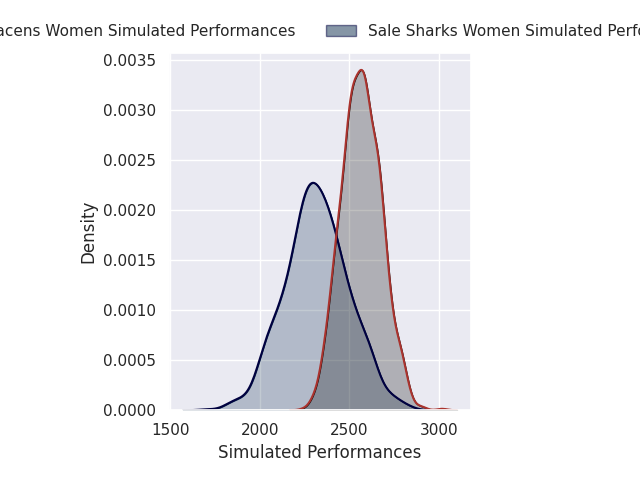 acens Women Simulated Performances Sale Sharks Women Simulated Perfo
0.0035
0.0030
0.0025
0.0020
0.0015
0.0010
0.0005
0.0000
Density
1500 2000 2500 3000
Simulated Performances